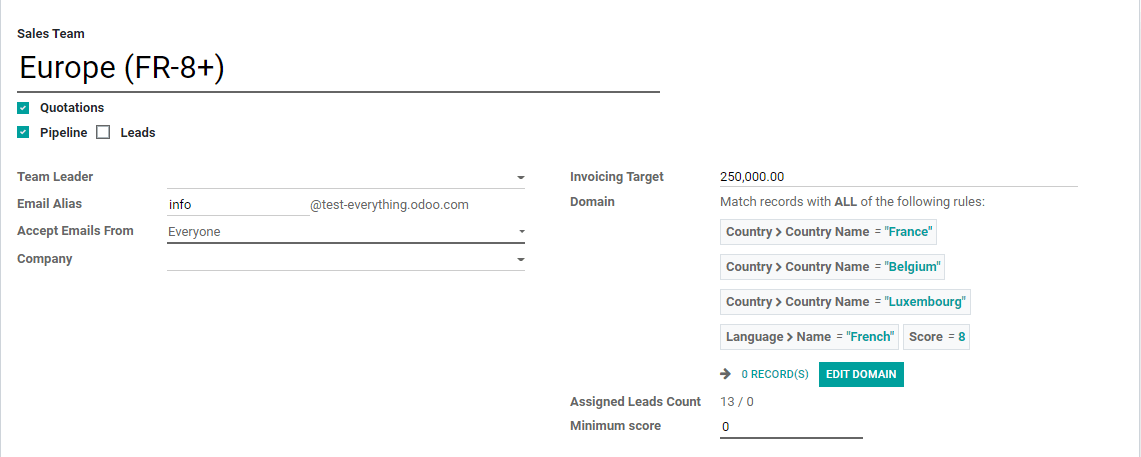 Sales Team
Europe (FR-8+)
Quotations
Pipeline Leads
Team Leader
Email Alias info @test-everything.odoo.com
Accept Emails From Everyone
Company
Invoicing Target 250,000.00
Domain Match records with ALL of the following rules:
Country > Country Name = "France"
Country > Country Name = "Belgium"
Country > Country Name = "Luxembourg"
Language > Name = "French" Score = 8
➔ 0 RECORD(S) EDIT DOMAIN
Assigned Leads Count 13 / 0
Minimum score 0